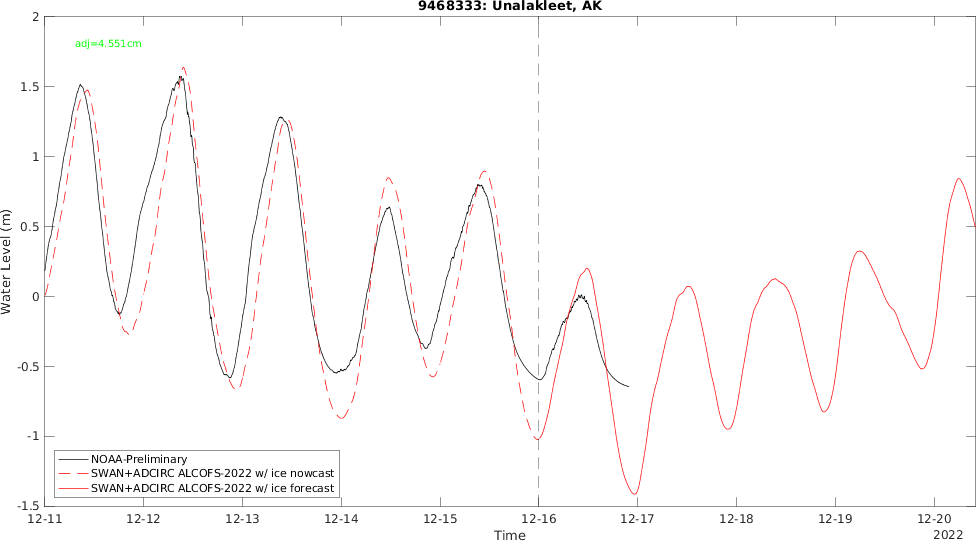 9468333: Unalakleet, AK
adj=4.551cm
2
1.5
1
0.5
0
-0.5
-1
-1.5
Water Level (m)
NOAA-Preliminary
SWAN+ADCIRC ALCOFS-2022 w/ ice nowcast
SWAN+ADCIRC ALCOFS-2022 w/ ice forecast
12-11 12-12 12-13 12-14 12-15 12-16 12-17 12-18 12-19 12-20
Time
2022